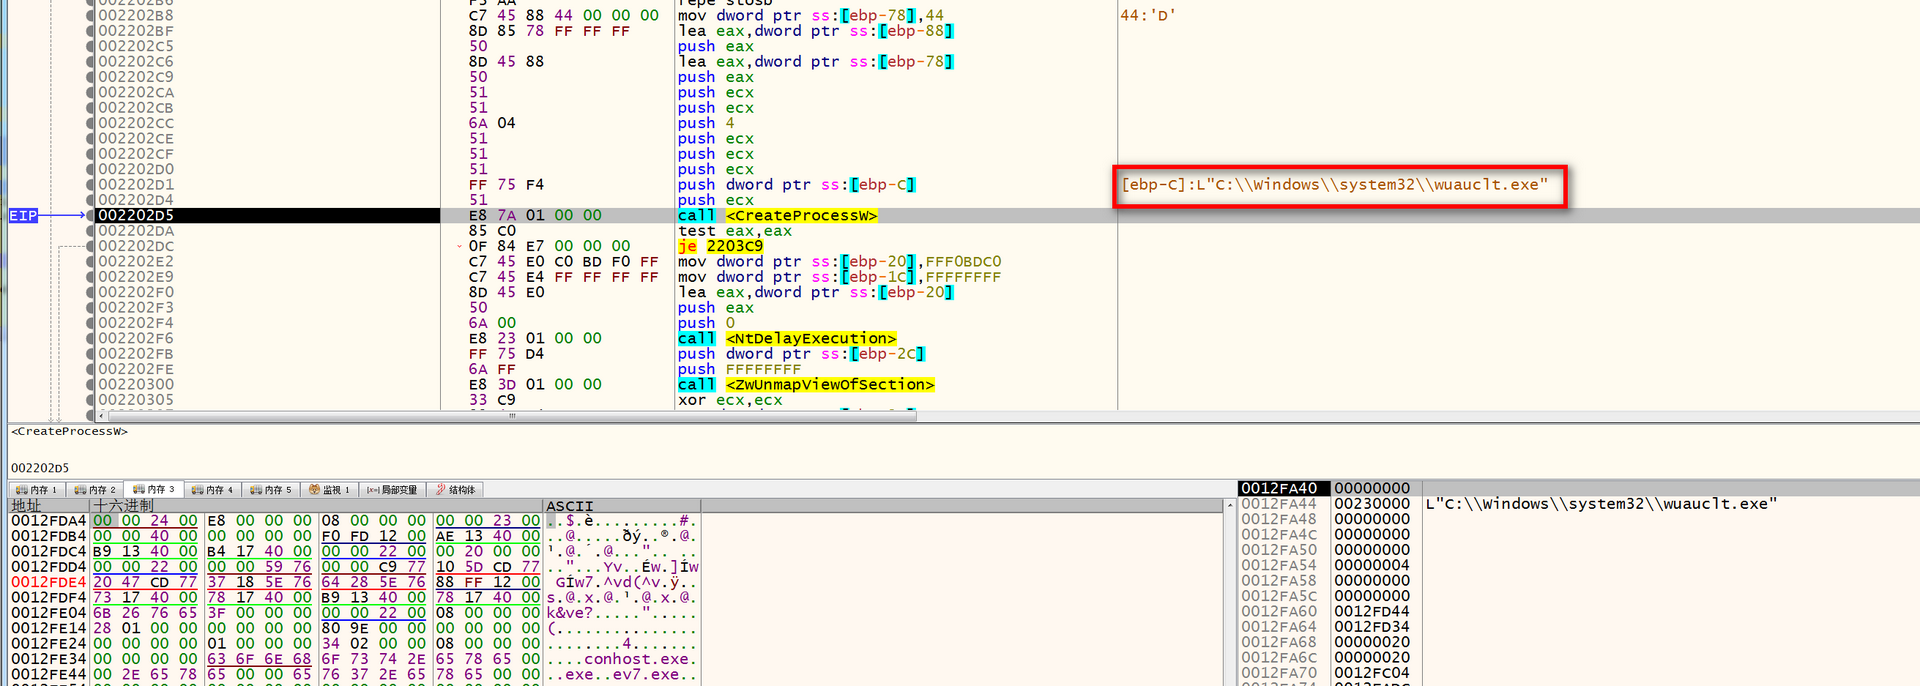 002202B6 F3 AA repe stosb
002202B8 C7 45 88 44 00 00 00 mov dword ptr ss:[ebp-78],44 44:'D'
002202BF 8D 85 78 FF FF FF lea eax,dword ptr ss:[ebp-88]
002202C5 50 push eax
002202C6 8D 45 88 lea eax,dword ptr ss:[ebp-78]
002202C9 50 push eax
002202CA 51 push ecx
002202CB 51 push ecx
002202CC 6A 04 push 4
002202CE 51 push ecx
002202CF 51 push ecx
002202D0 51 push ecx
002202D1 FF 75 F4 push dword ptr ss:[ebp-C] [ebp-C]:L"C:\\Windows\\system32\\wuauclt.exe"
002202D4 51 push ecx
EIP 002202D5 E8 7A 01 00 00 call <CreateProcessW>
002202DA 85 C0 test eax,eax
002202DC 0F 84 E7 00 00 00 je 2203C9
002202E2 C7 45 E0 C0 BD F0 FF mov dword ptr ss:[ebp-20],FFF0BDC0
002202E9 C7 45 E4 FF FF FF FF mov dword ptr ss:[ebp-1C],FFFFFFFF
002202F0 8D 45 E0 lea eax,dword ptr ss:[ebp-20]
002202F3 50 push eax
002202F4 6A 00 push 0
002202F6 E8 23 01 00 00 call <NtDelayExecution>
002202FB FF 75 D4 push dword ptr ss:[ebp-2C]
002202FE 6A FF push FFFFFFFF
00220300 E8 3D 01 00 00 call <ZwUnmapViewOfSection>
00220305 33 C9 xor ecx,ecx
<CreateProcessW>
002202D5
内存 1 内存 2 内存 3 内存 4 内存 5 监视 1 [x=] 局部变量 结构体
地址 十六进制 ASCII
0012FDA4 00 00 24 00 E8 00 00 00 08 00 00 00 00 00 23 00 ..$.è.........#.
0012FDB4 00 00 40 00 00 00 00 00 F0 FD 12 00 AE 13 40 00 ..@.....ðý..®.@.
0012FDC4 B9 13 40 00 B4 17 40 00 00 00 22 00 00 20 00 00 ¹.@.´.@...".. ..
0012FDD4 00 00 22 00 00 00 59 76 00 00 C9 77 10 5D CD 77 .."...Yv..Éw.]Íw
0012FDE4 20 47 CD 77 37 18 5E 76 64 28 5E 76 88 FF 12 00 GÍw7.^vd(^v.ÿ..
0012FDF4 73 17 40 00 78 17 40 00 B9 13 40 00 78 17 40 00 s.@.x.@.¹.@.x.@.
0012FE04 6B 26 76 65 3F 00 00 00 00 00 22 00 08 00 00 00 k&ve?.....".....
0012FE14 28 01 00 00 00 00 00 00 80 9E 00 00 00 00 00 00 (...............
0012FE24 00 00 00 00 01 00 00 00 34 02 00 00 08 00 00 00 ........4.......
0012FE34 00 00 00 00 63 6F 6E 68 6F 73 74 2E 65 78 65 00 ....conhost.exe.
0012FE44 00 2E 65 78 65 00 00 65 76 37 2E 65 78 65 00 00 ..exe..ev7.exe..
0012FA40 00000000
0012FA44 00230000 L"C:\\Windows\\system32\\wuauclt.exe"
0012FA48 00000000
0012FA4C 00000000
0012FA50 00000000
0012FA54 00000004
0012FA58 00000000
0012FA5C 00000000
0012FA60 0012FD44
0012FA64 0012FD34
0012FA68 00000020
0012FA6C 00000020
0012FA70 0012FC04